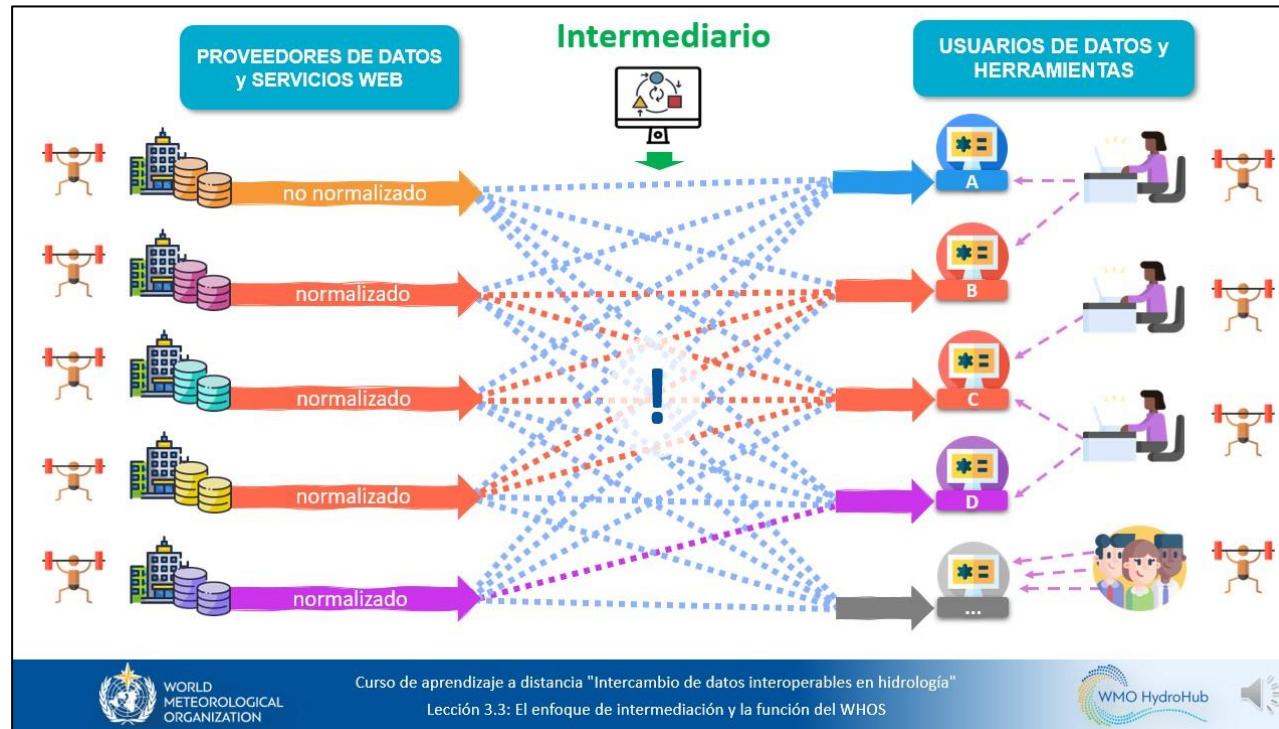 PROVEEDORES DE DATOS
y SERVICIOS WEB
Intermediario
USUARIOS DE DATOS y
HERRAMIENTAS
no normalizado
normalizado
normalizado
normalizado
normalizado
!
A
B
C
D
...
WORLD
METEOROLOGICAL
ORGANIZATION
Curso de aprendizaje a distancia "Intercambio de datos interoperables en hidrología"
Lección 3.3: El enfoque de intermediación y la función del WHOS
WMO HydroHub